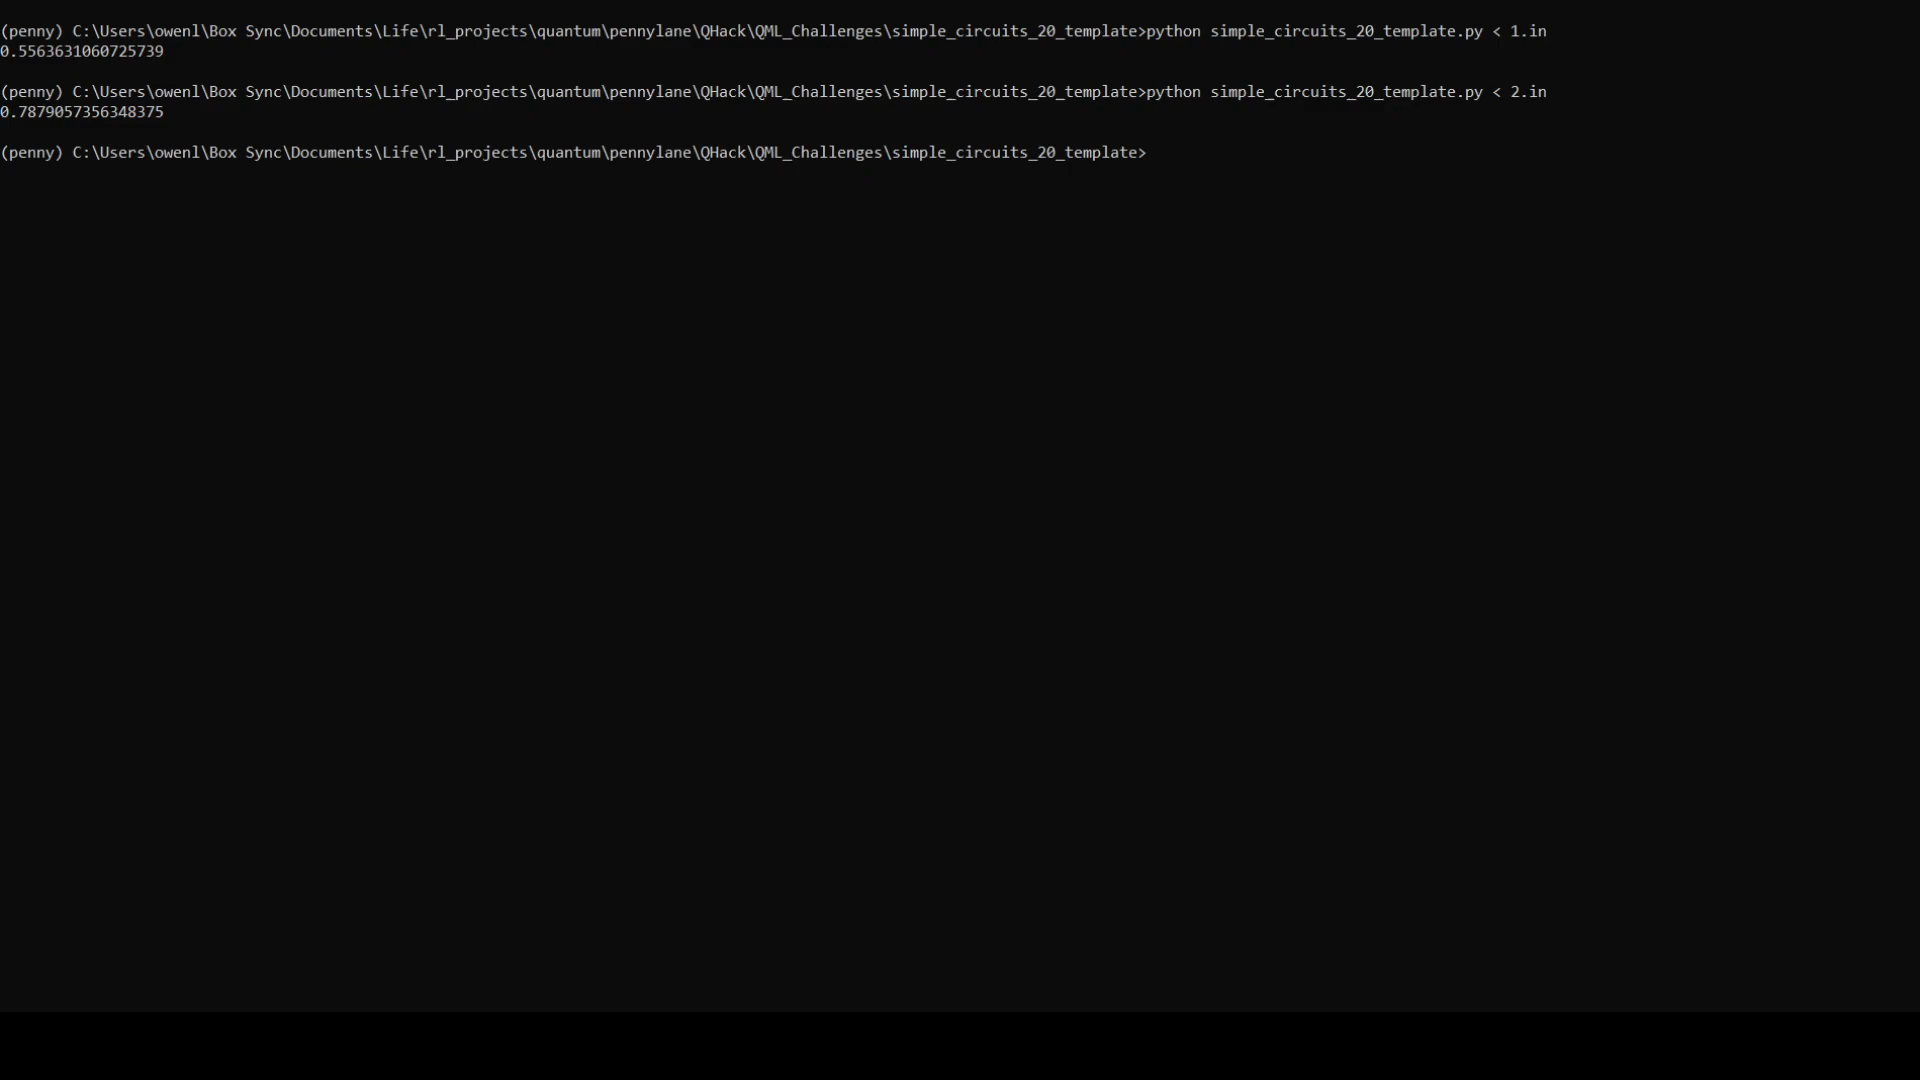 (penny) C:\Users\owenl\Box Sync\Documents\Life\rl_projects\quantum\pennylane\QHack\QML_Challenges\simple_circuits_20_template>python simple_circuits_20_template.py < 1.in
0.5563631060725739
(penny) C:\Users\owenl\Box Sync\Documents\Life\rl_projects\quantum\pennylane\QHack\QML_Challenges\simple_circuits_20_template>python simple_circuits_20_template.py < 2.in
0.7879057356348375
(penny) C:\Users\owenl\Box Sync\Documents\Life\rl_projects\quantum\pennylane\QHack\QML_Challenges\simple_circuits_20_template>